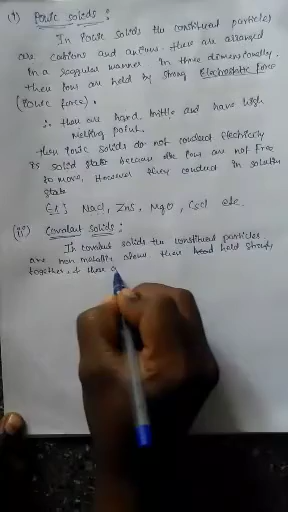 (i) Ionic solids :
In Ionic solids the constituent particles
are cations and anions. These are arranged
in a regular manner in three dimensionally.
these ions are held by strong Electrostatic force
(Ionic force).
∴ they are Hard, brittle and have high
melting point.
these Ionic solids do not conduct Electricity
in solid state because the ions are not free
to move. However they conduct in solution
state
Ex; Nacl, Zns, Mgo, Cscl etc.
(ii) Covalent solids :
In covalent solids the constituent particles
are non metallic atoms these held strongly
together